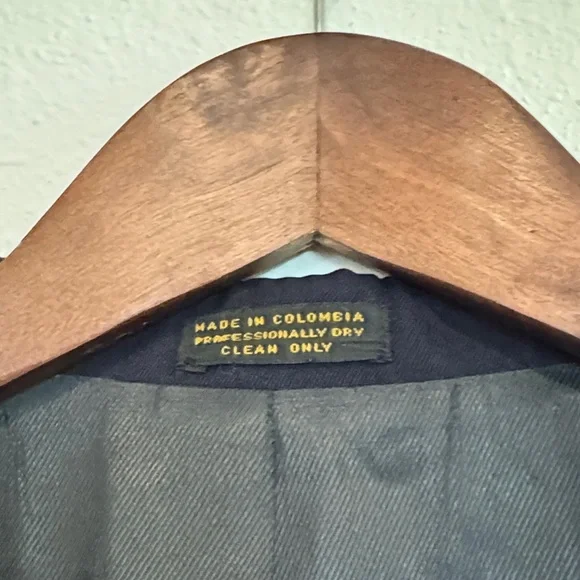 MADE IN COLOMBIA
PROFESSIONALLY DRY
CLEAN ONLY